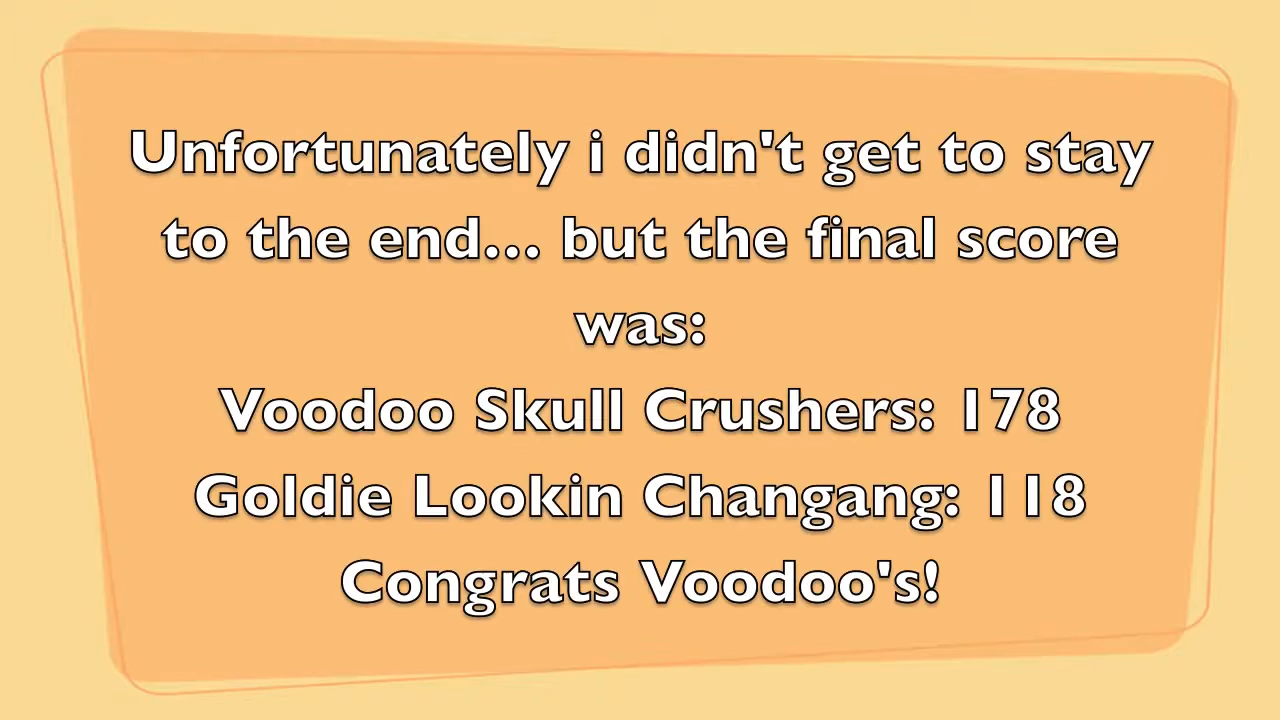 Unfortunately i didn't get to stay
to the end... but the final score
was:
Voodoo Skull Crushers: 178
Goldie Lookin Changang: 118
Congrats Voodoo's!